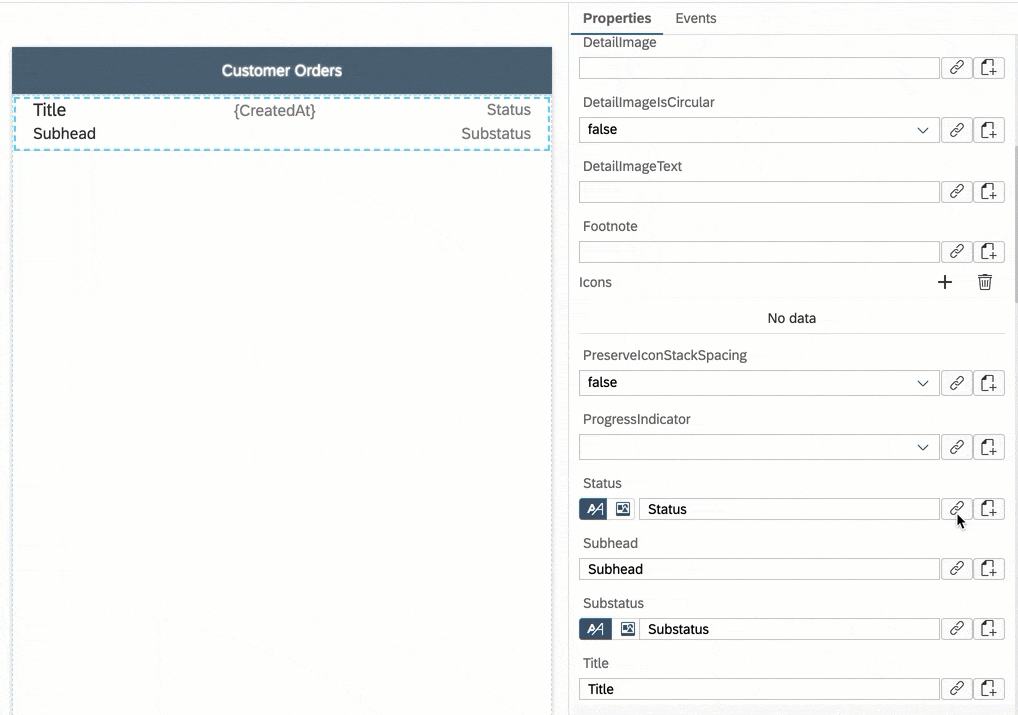 Properties Events
Customer Orders
Title {CreatedAt} Status
Subhead Substatus
DetailImage
DetailImageIsCircular
false
DetailImageText
Footnote
Icons
No data
PreserveIconStackSpacing
false
ProgressIndicator
Status
Status
Subhead
Subhead
Substatus
Substatus
Title
Title